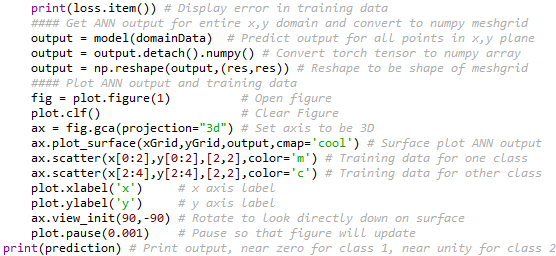 print(loss.item()) # Display error in training data
#### Get ANN output for entire x,y domain and convert to numpy meshgrid
output = model(domainData) # Predict output for all points in x,y plane
output = output.detach().numpy() # Convert torch tensor to numpy array
output = np.reshape(output,(res,res)) # Reshape to be shape of meshgrid
#### Plot ANN output and training data
fig = plot.figure(1) # Open figure
plot.clf() # Clear Figure
ax = fig.gca(projection="3d") # Set axis to be 3D
ax.plot_surface(xGrid,yGrid,output,cmap='cool') # Surface plot ANN output
ax.scatter(x[0:2],y[0:2],[2,2],color='m') # Training data for one class
ax.scatter(x[2:4],y[2:4],[2,2],color='c') # Training data for other class
plot.xlabel('x') # x axis label
plot.ylabel('y') # y axis label
ax.view_init(90,-90) # Rotate to look directly down on surface
plot.pause(0.001) # Pause so that figure will update
print(prediction) # Print output, near zero for class 1, near unity for class 2